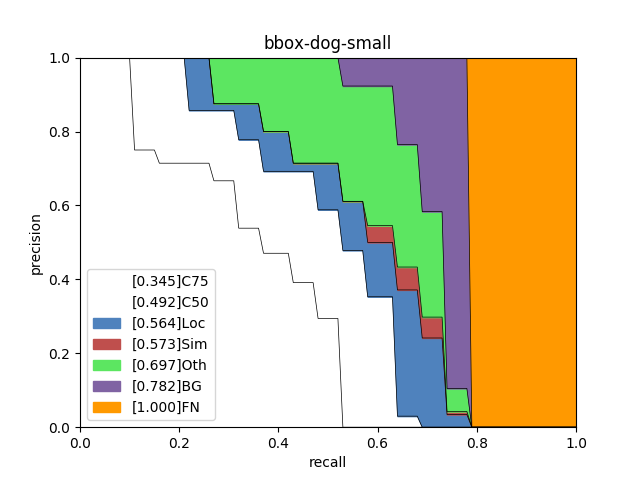 bbox-dog-small
precision
1.0
0.8
0.6
0.4
0.2
0.0
[0.345]C75
[0.492]C50
[0.564]Loc
[0.573]Sim
[0.697]Oth
[0.782]BG
[1.000]FN
0.0 0.2 0.4 0.6 0.8 1.0
recall